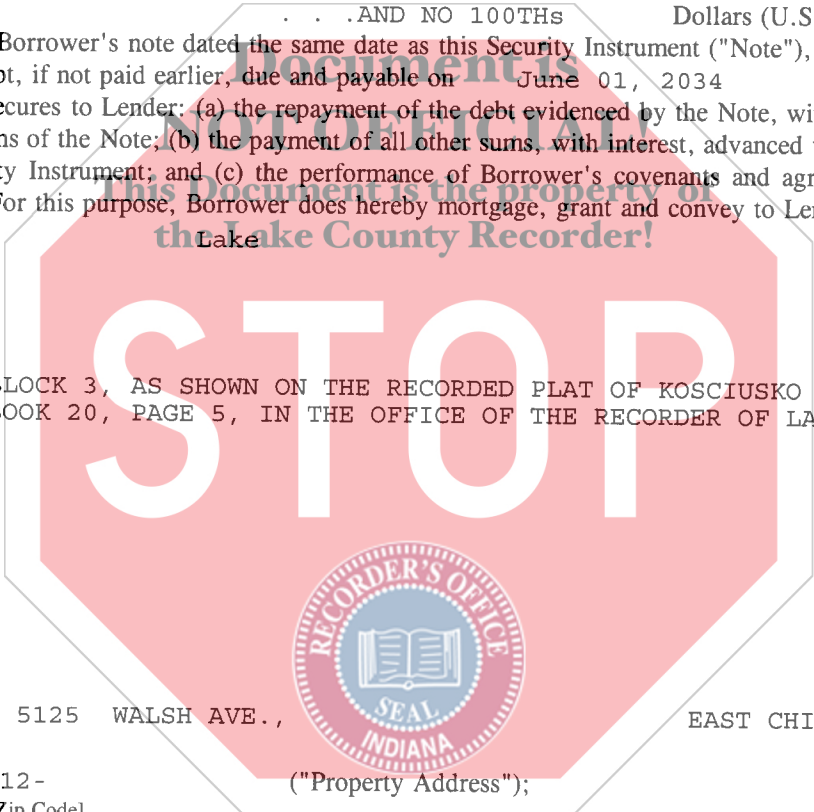 . . .AND NO 100THs Dollars (U.S
Borrower's note dated the same date as this Security Instrument ("Note"),
ot, if not paid earlier, due and payable on June 01, 2034
ecures to Lender: (a) the repayment of the debt evidenced by the Note, wi
ns of the Note; (b) the payment of all other sums, with interest, advanced
ty Instrument; and (c) the performance of Borrower's covenants and agr
For this purpose, Borrower does hereby mortgage, grant and convey to Le
Lake
Document is
NOT OFFICIAL!
This Document is the property of
the Lake County Recorder!
STOP
LOCK 3, AS SHOWN ON THE RECORDED PLAT OF KOSCIUSKO
OOK 20, PAGE 5, IN THE OFFICE OF THE RECORDER OF LA
RECORDER'S OFFICE
SEAL
INDIANA
5125 WALSH AVE., EAST CHI
12- ("Property Address");
Zip Code]